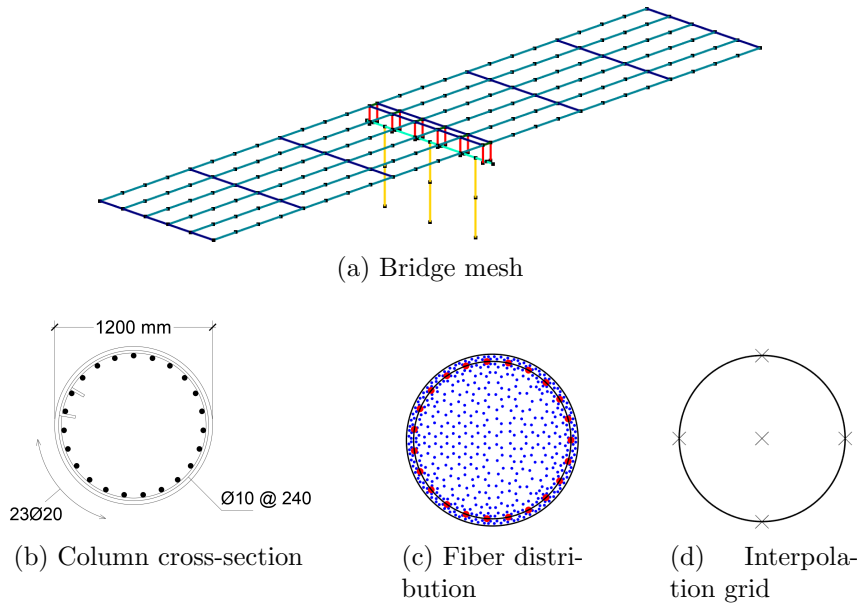 (a) Bridge mesh
1200 mm
Ø10 @ 240
23Ø20
(b) Column cross-section
(c) Fiber distri-
bution
(d) Interpola-
tion grid